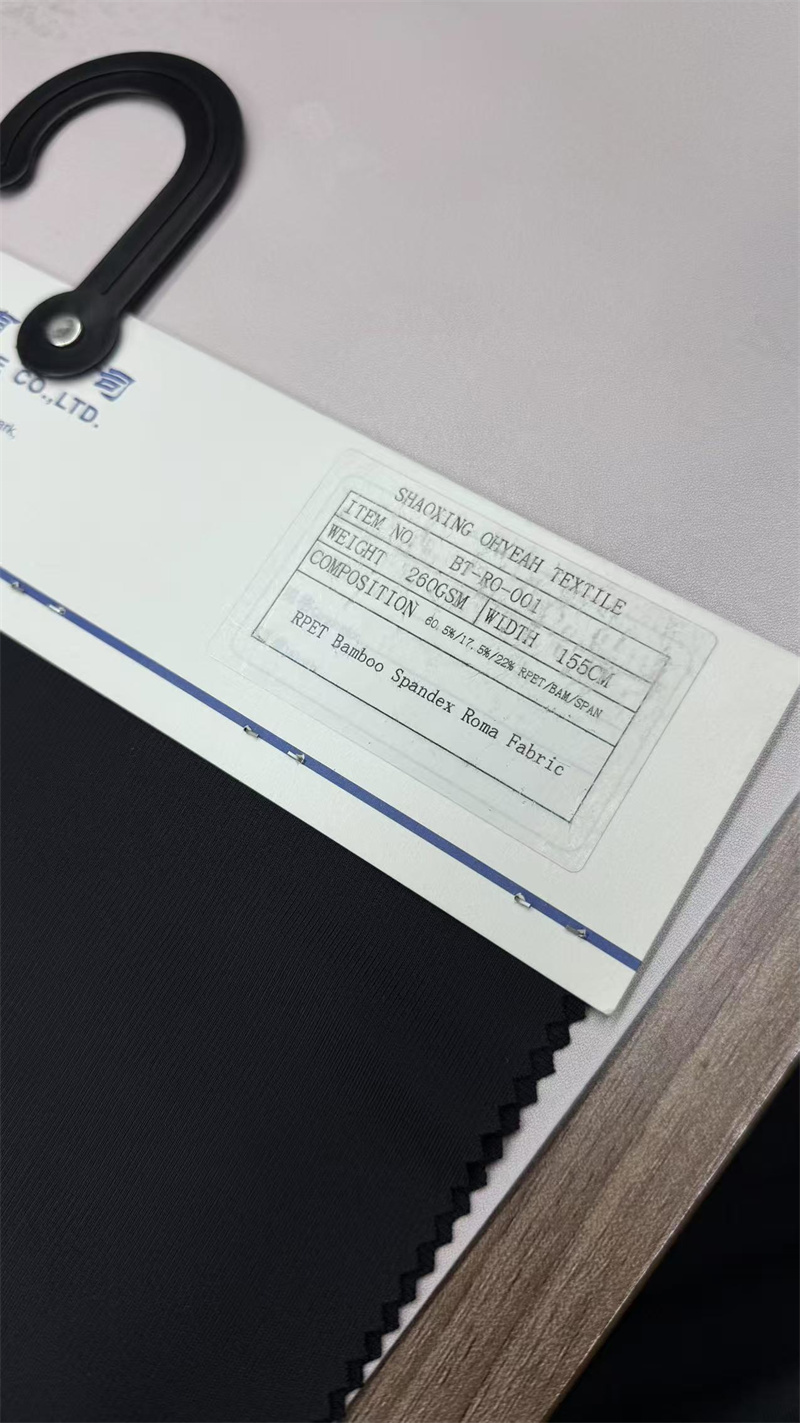 司
CO.,LTD.
SHAOXING OHYEAH TEXTILE
ITEM NO BT-RO-001
WEIGHT 260GSM WIDTH 155CM
COMPOSITION 60.5%/17.5%/22% RPET/BAM/SPAN
RPET Bamboo Spandex Roma Fabric